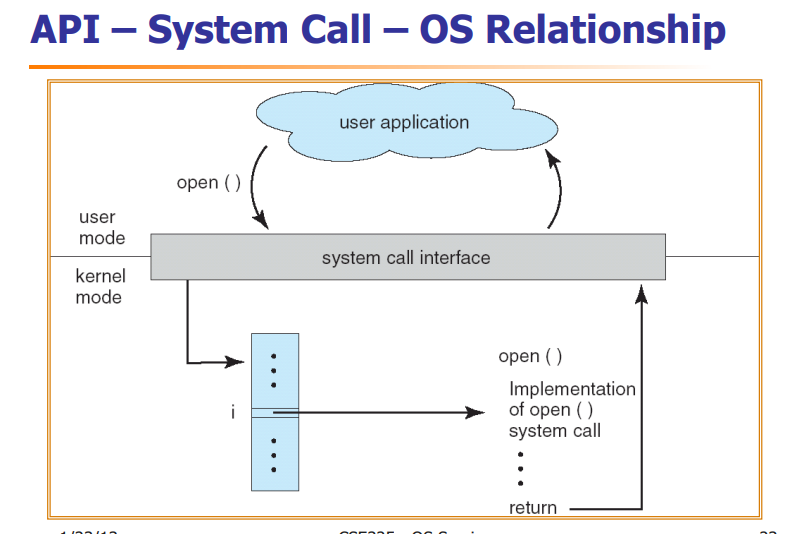 API – System Call – OS Relationship
user application
open ( )
user
mode
system call interface
kernel
mode
open ( )
Implementation
i
of open ( )
system call
return